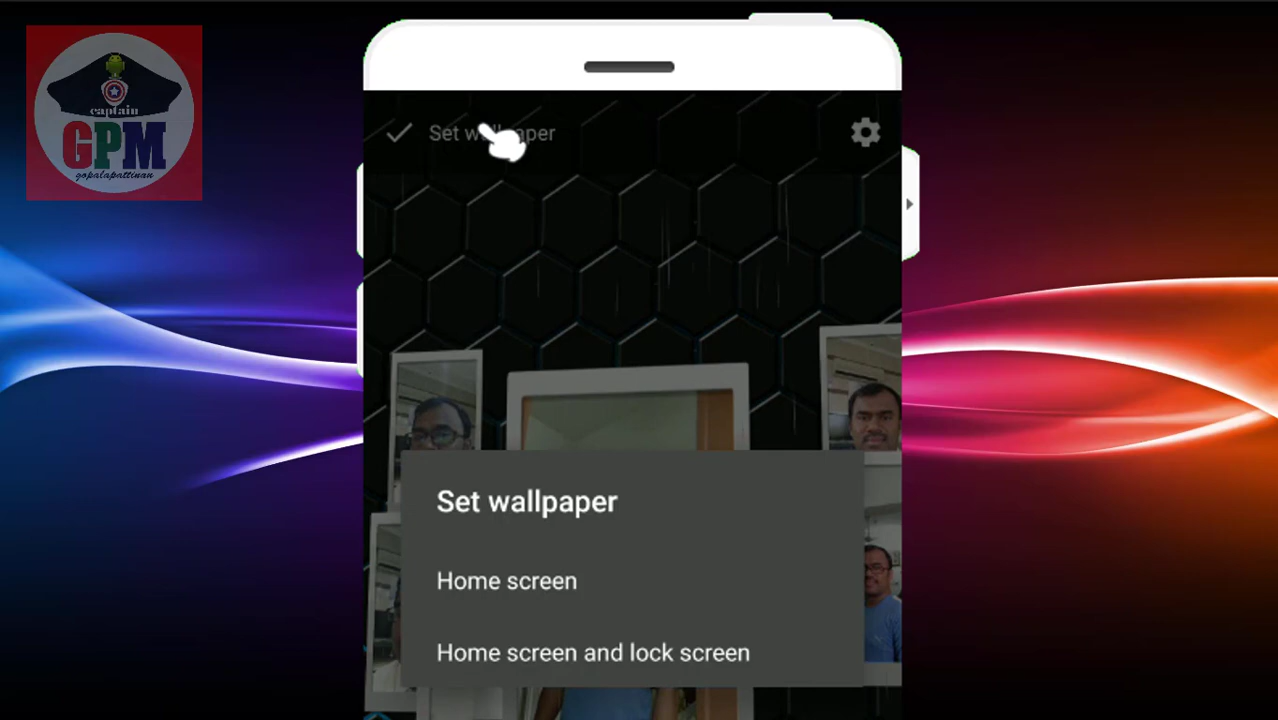 captain
GPM
gopalapattinam
Set wallpaper
Set wallpaper
Home screen
Home screen and lock screen